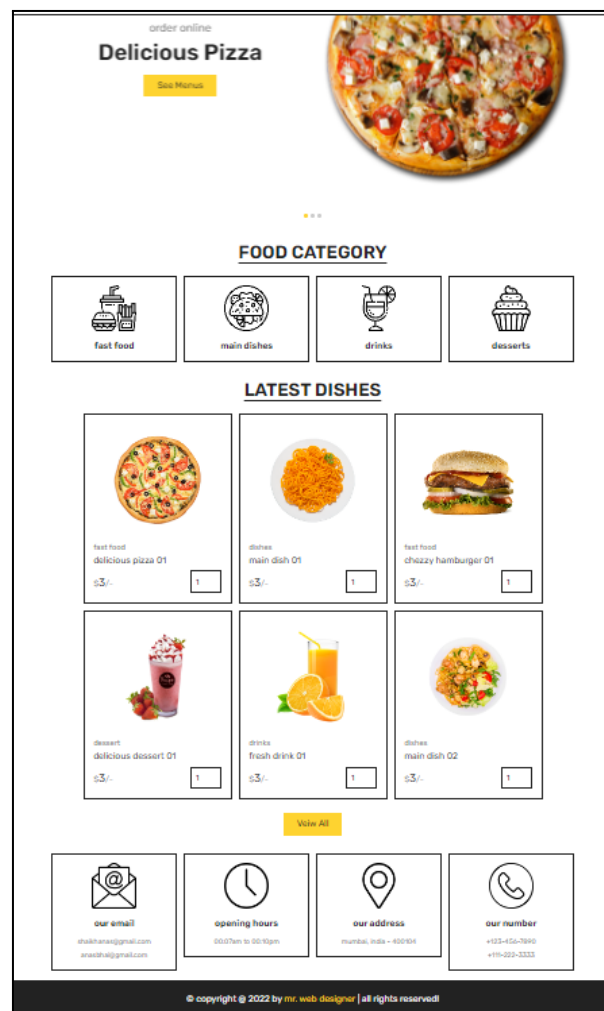 order online
Delicious Pizza
See Menus
FOOD CATEGORY
fast food
main dishes
drinks
desserts
LATEST DISHES
fast food
delicious pizza 01
$3/-
1
dishes
main dish 01
$3/-
1
fast food
chezzy hamburger 01
$3/-
1
dessert
delicious dessert 01
$3/-
1
drinks
fresh drink 01
$3/-
1
dishes
main dish 02
$3/-
1
Veiw All
our email
shaikhanas@gmail.com
anasbhai@gmail.com
opening hours
00:07am to 00:10pm
our address
mumbai, india - 400104
our number
+123-456-7890
+111-222-3333
© copyright @ 2022 by mr. web designer | all rights reserved!